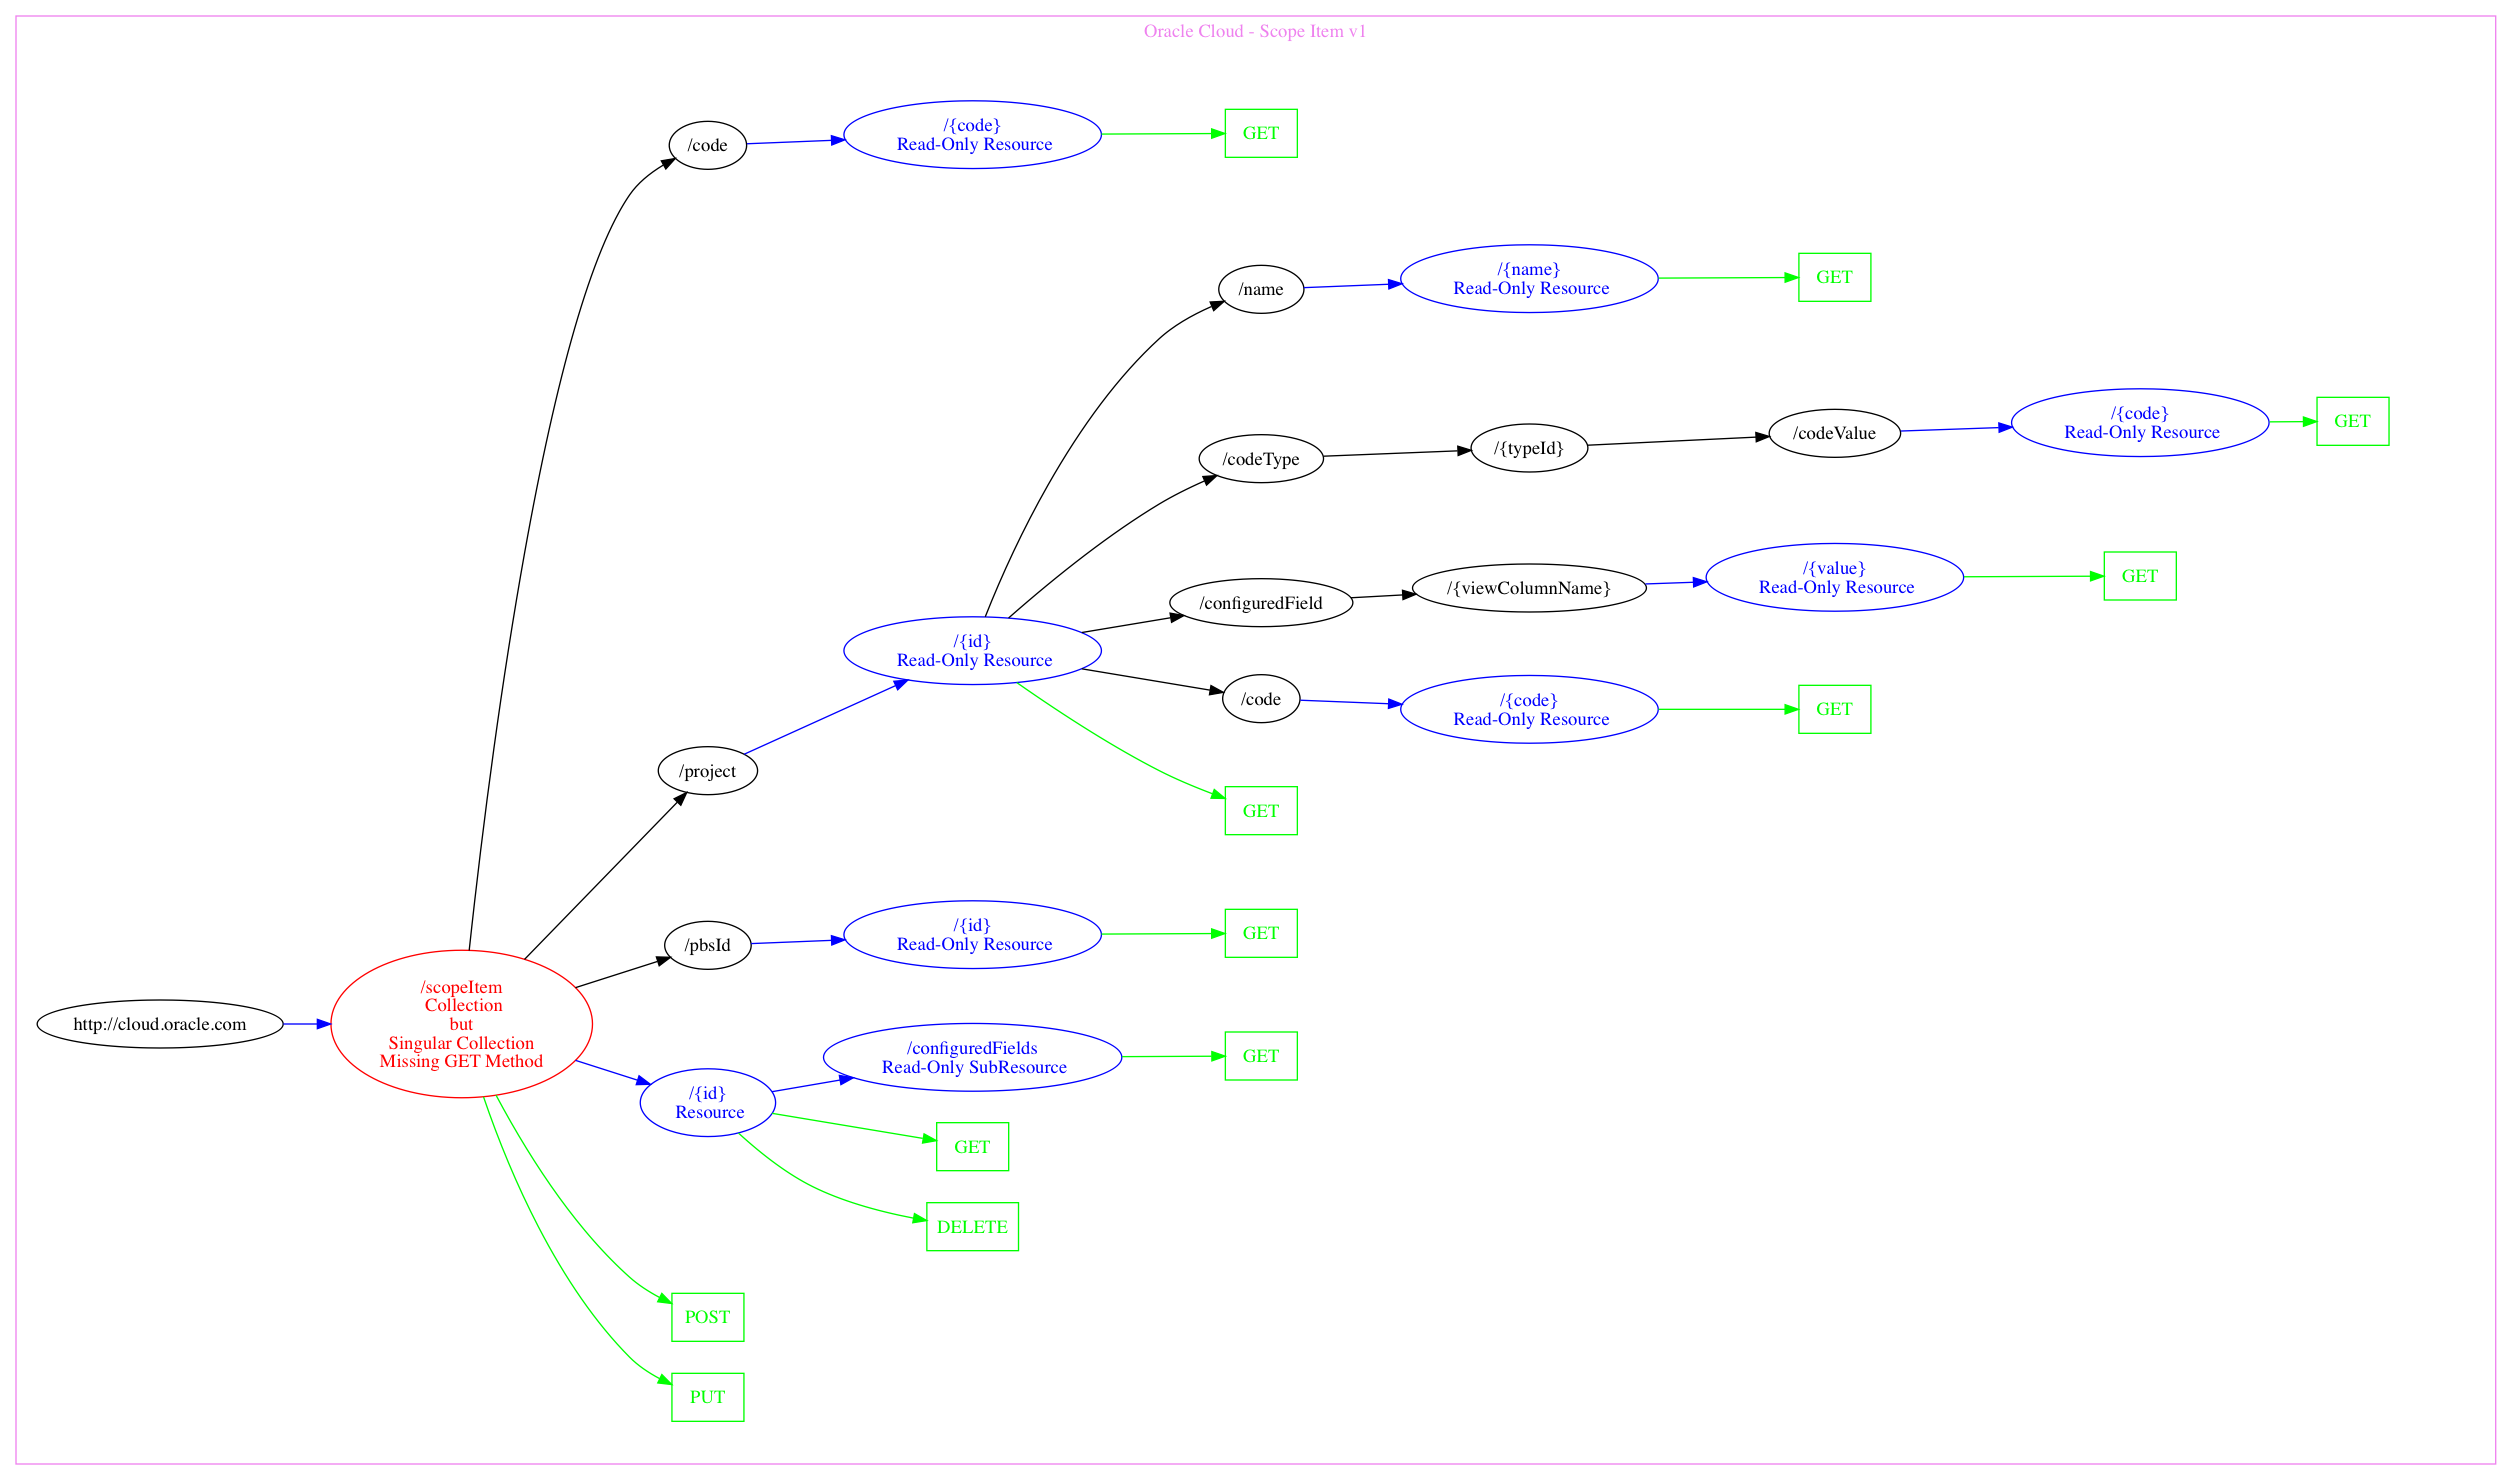 Oracle Cloud - Scope Item v1
/code
/{code}
Read-Only Resource
GET
/name
/{name}
Read-Only Resource
GET
/codeType
/{typeId}
/codeValue
/{code}
Read-Only Resource
GET
/configuredField
/{viewColumnName}
/{value}
Read-Only Resource
GET
/{id}
Read-Only Resource
/code
/{code}
Read-Only Resource
GET
/project
GET
/pbsId
/{id}
Read-Only Resource
GET
http://cloud.oracle.com
/scopeItem
Collection
but
Singular Collection
Missing GET Method
/configuredFields
Read-Only SubResource
GET
/{id}
Resource
GET
DELETE
POST
PUT